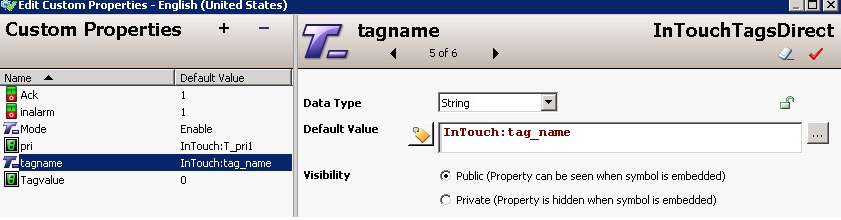 Edit Custom Properties - English (United States)
Custom Properties + −
Name Default Value
Ack 1
inalarm 1
Mode Enable
pri InTouch:T_pri1
tagname InTouch:tag_name
Tagvalue 0
tagname InTouchTagsDirect
5 of 6
Data Type String
Default Value InTouch:tag_name ...
Visibility Public (Property can be seen when symbol is embedded)
Private (Property is hidden when symbol is embedded)